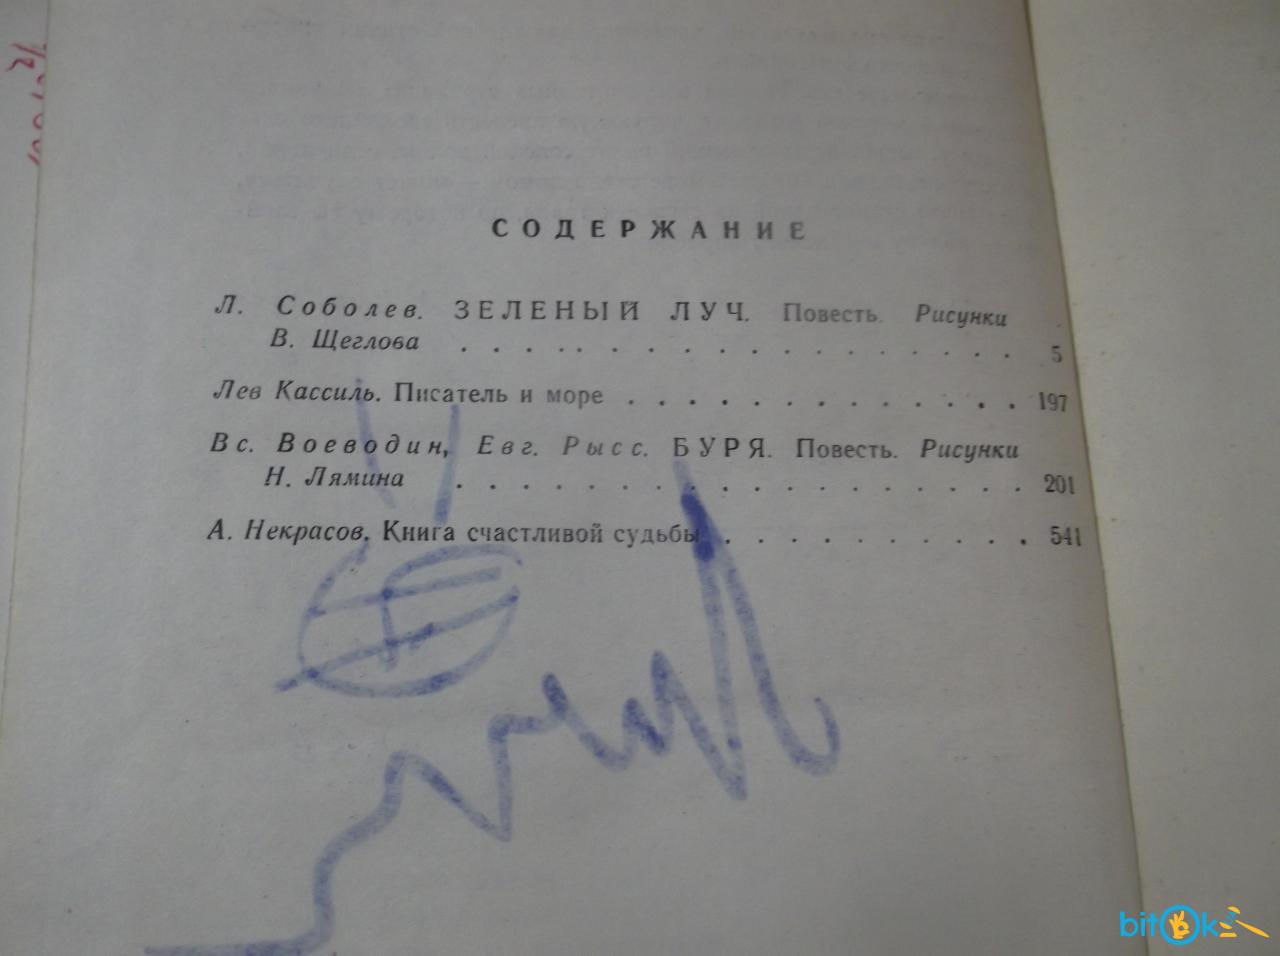 СОДЕРЖАНИЕ
Л. Соболев. ЗЕЛЕНЫЙ ЛУЧ. Повесть. Рисунки
В. Щеглова . . . . . . . . . . . . . . . . . 5
Лев Кассиль. Писатель и море . . . . . . . . . . . . . 197
Вс. Воеводин, Евг. Рысс. БУРЯ. Повесть. Рисунки
Н. Лямина . . . . . . . . . . . . . . . . . 201
А. Некрасов. Книга счастливой судьбы . . . . . . . . . . 541
bitOk